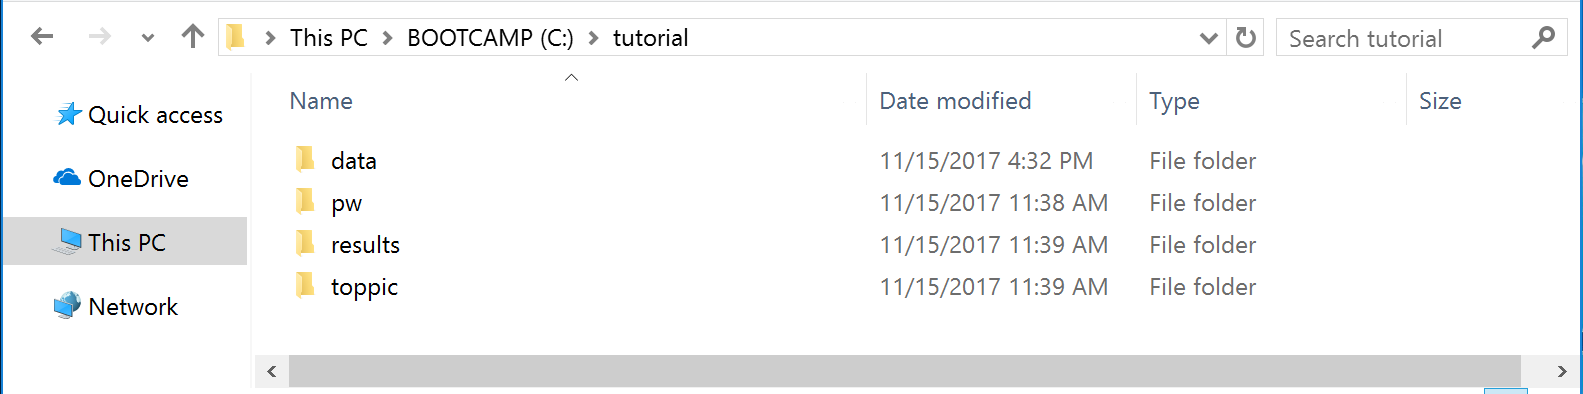 This PC BOOTCAMP (C:) tutorial Search tutorial
Name Date modified Type Size
Quick access
OneDrive
This PC
Network
data 11/15/2017 4:32 PM File folder
pw 11/15/2017 11:38 AM File folder
results 11/15/2017 11:39 AM File folder
toppic 11/15/2017 11:39 AM File folder